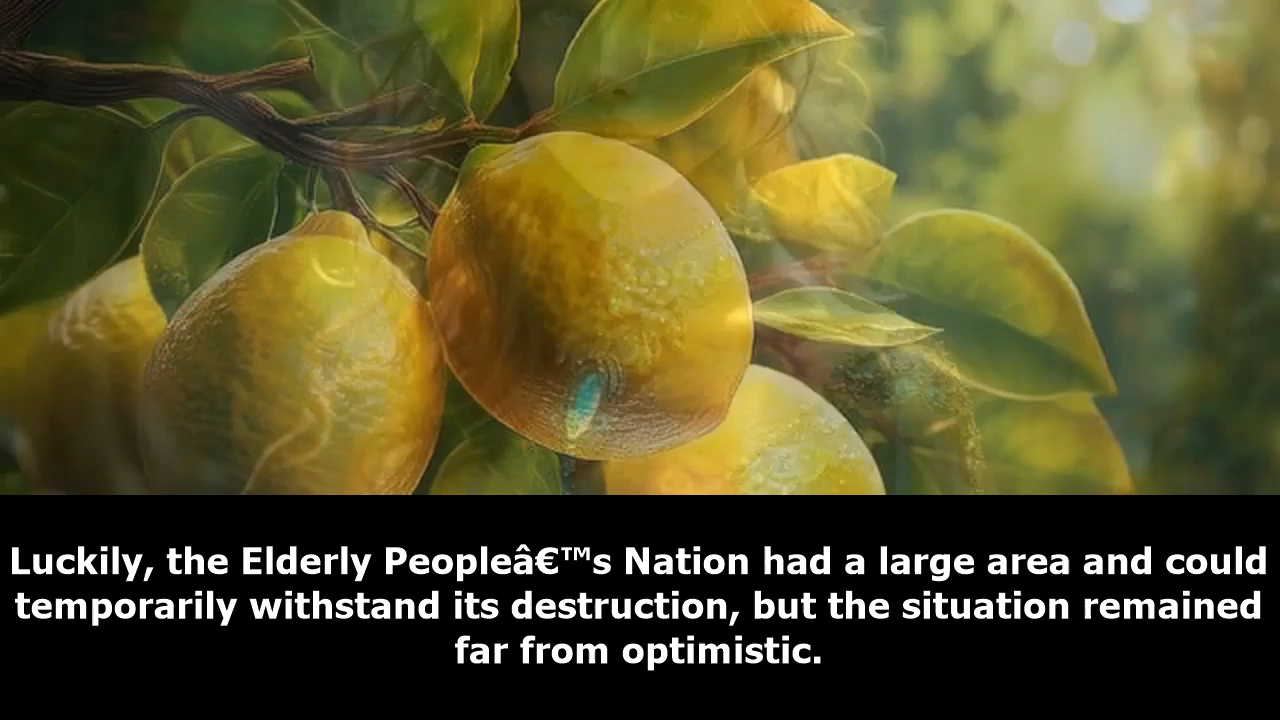 Luckily, the Elderly Peopleâ€™s Nation had a large area and could
temporarily withstand its destruction, but the situation remained
far from optimistic.